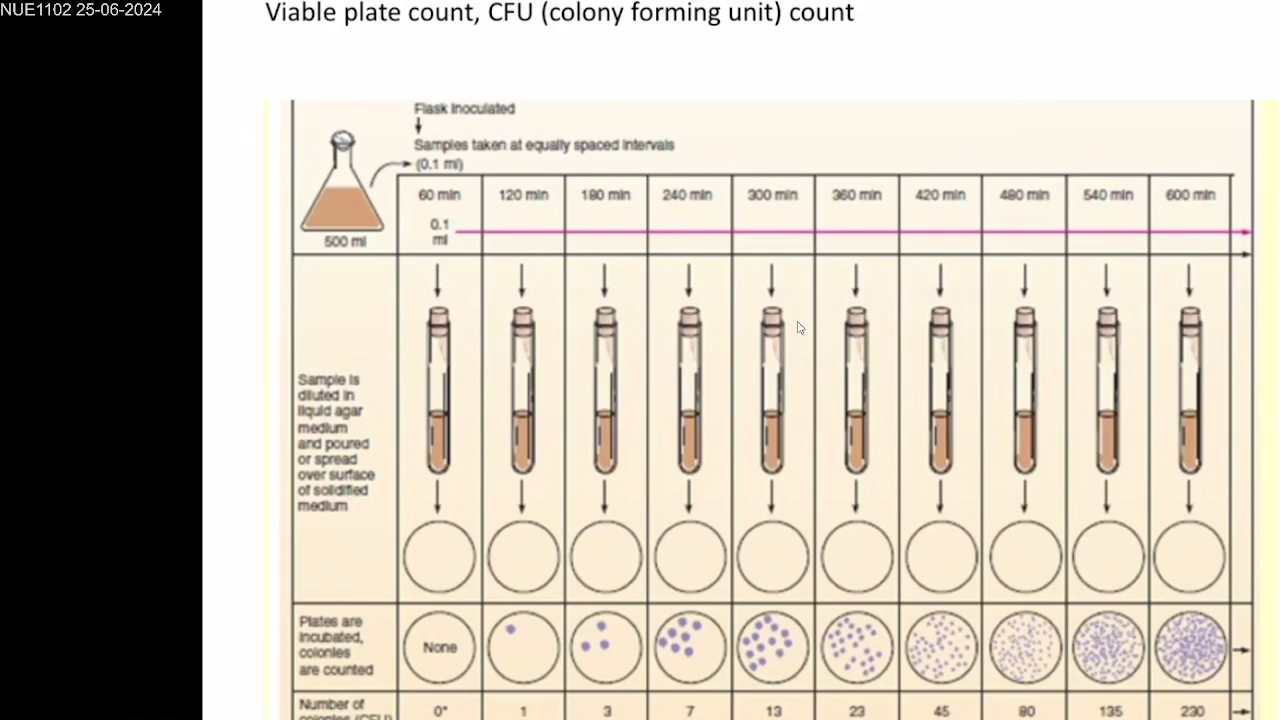 NUE1102 25-06-2024
Viable plate count, CFU (colony forming unit) count
Flask Inoculated
Samples taken at equally spaced Intervals
(0.1 ml)
500 ml
60 min 120 min 180 min 240 min 300 min 360 min 420 min 480 min 540 min 600 min
0.1
ml
Sample is
diluted in
liquid agar
medium
and poured
or spread
over surface
of solidified
medium
Plates are
incubated,
colonies
are counted
None
Number of
colonies (CFU)
0* 1 3 7 13 23 45 80 135 230